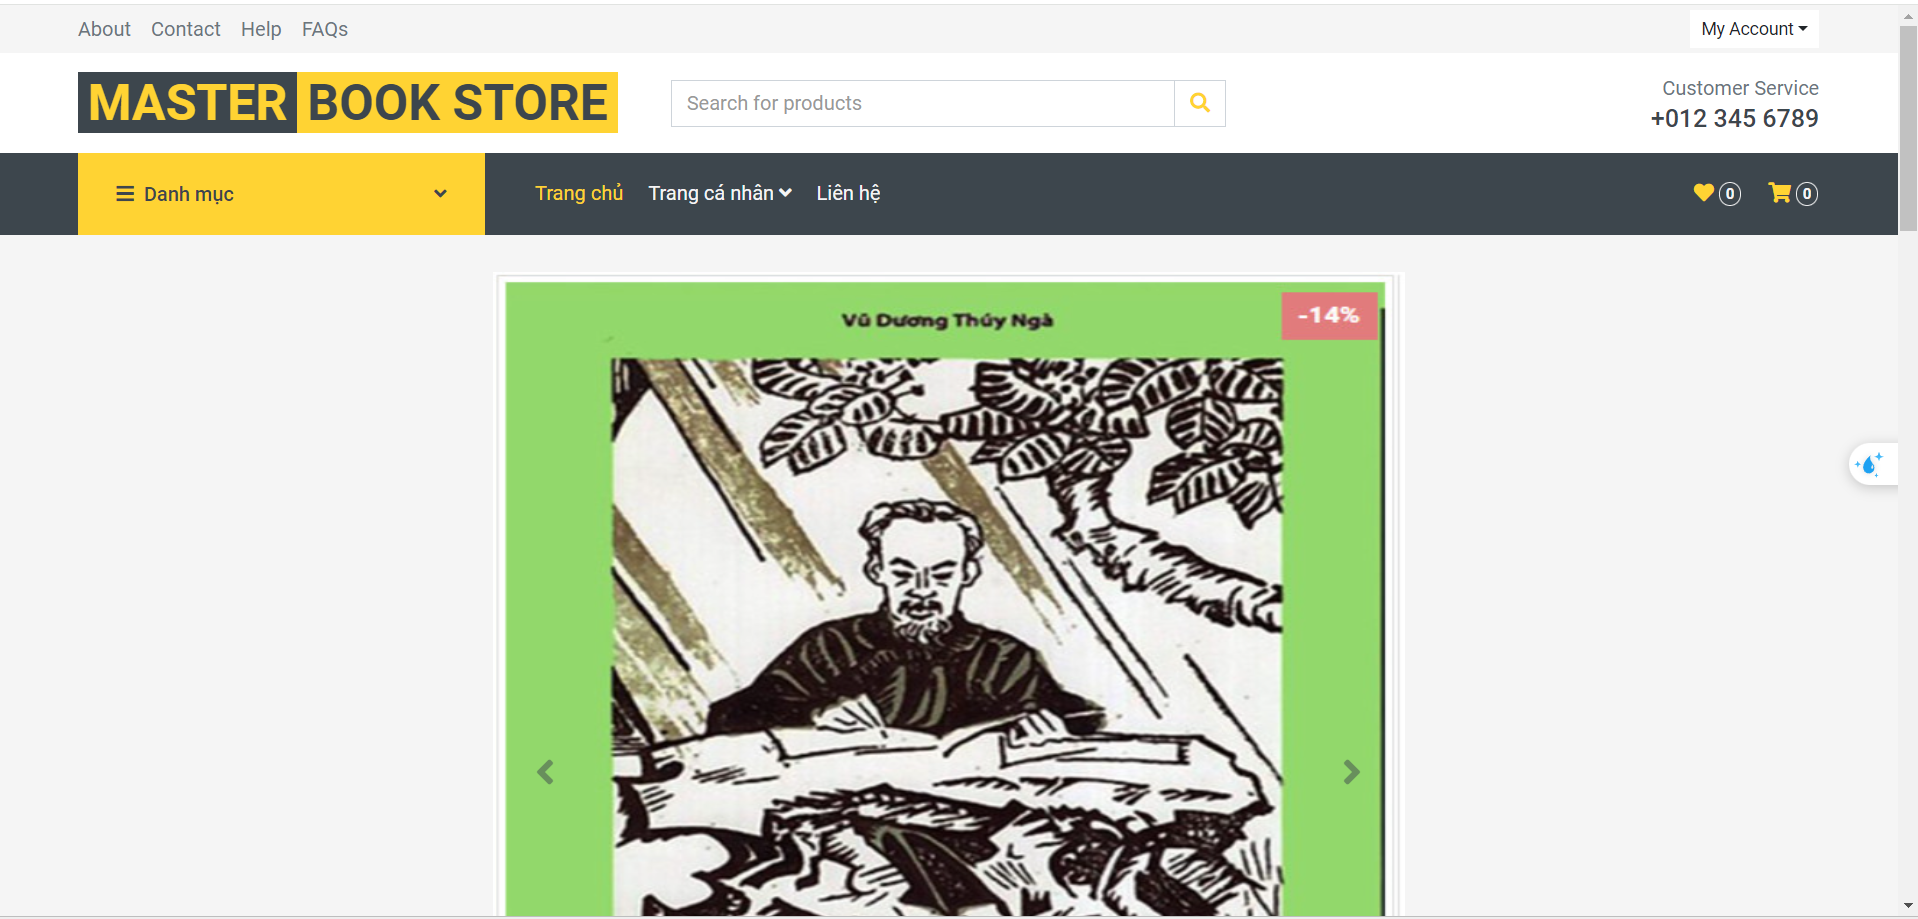 About Contact Help FAQs My Account
MASTER BOOK STORE
Search for products
Customer Service
+012 345 6789
Danh mục
Trang chủ Trang cá nhân Liên hệ
0 0
Vũ Dương Thúy Ngà
-14%